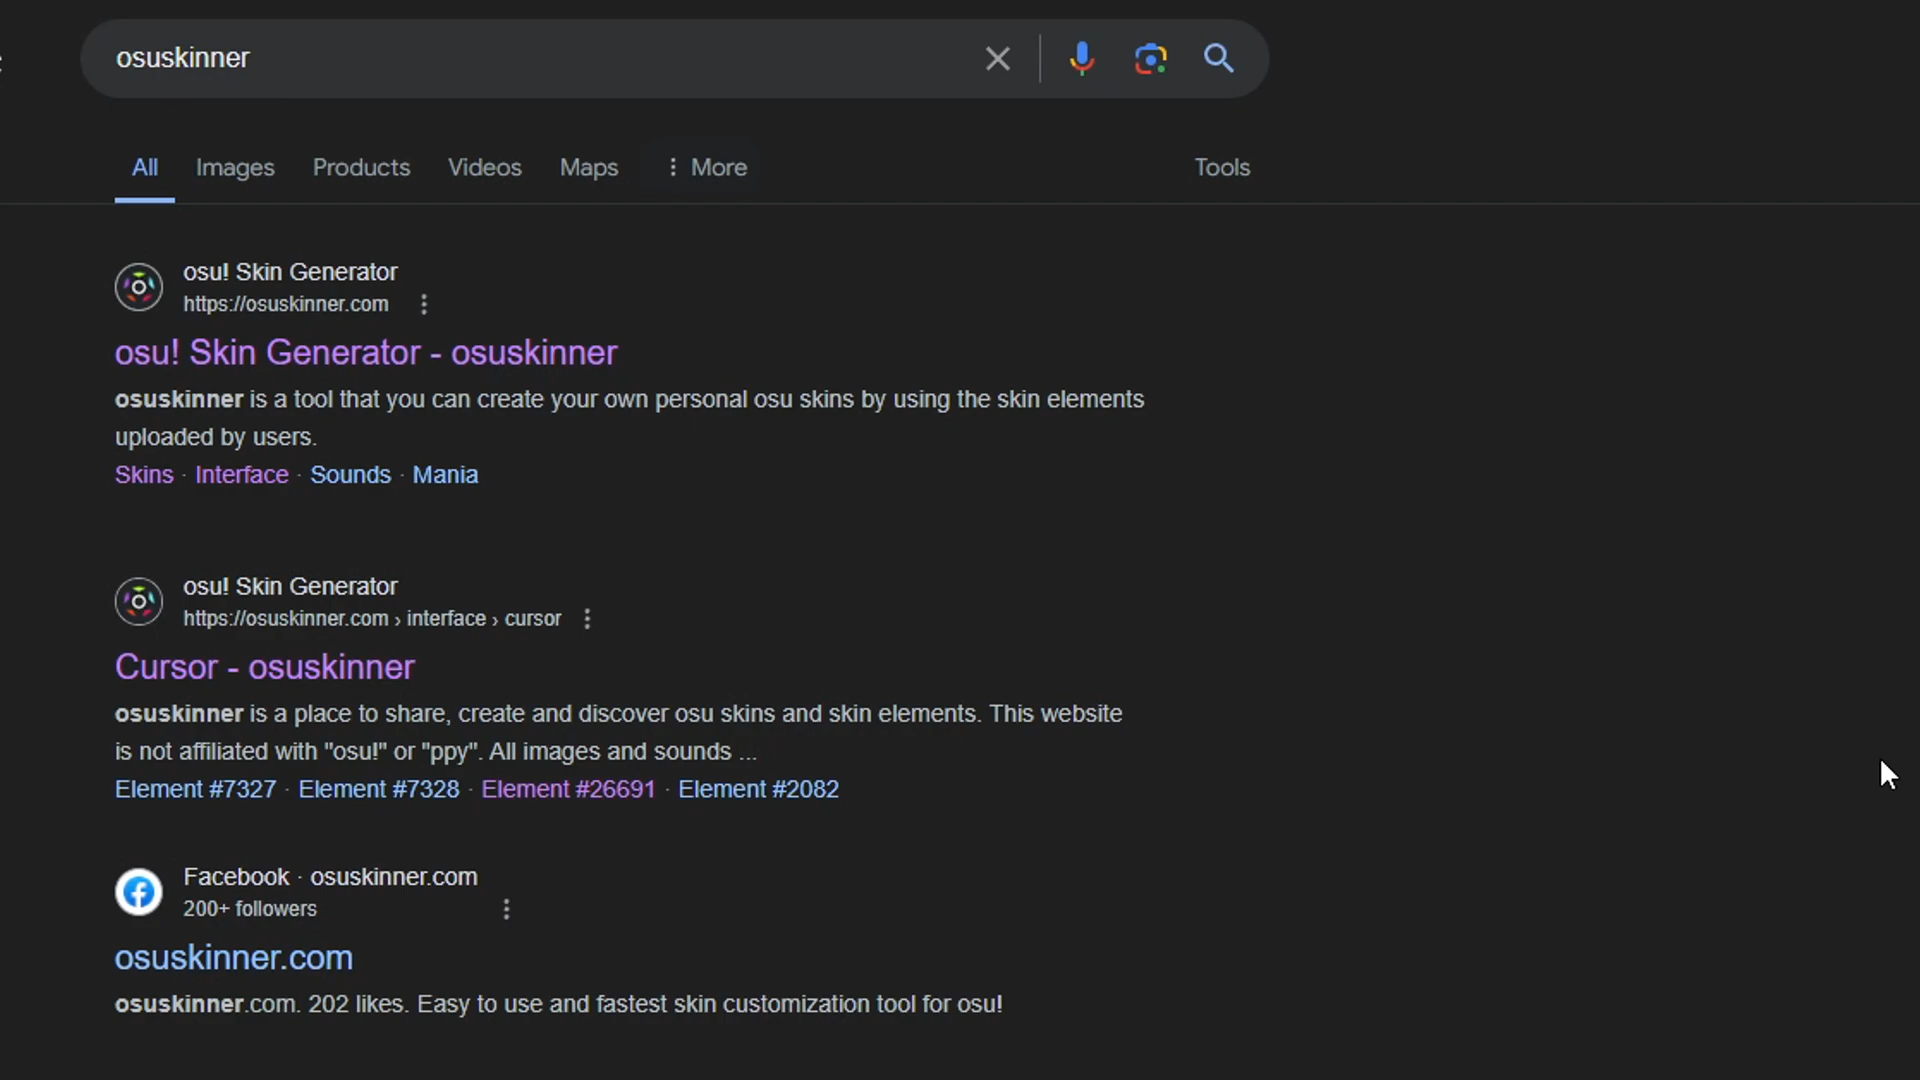 osuskinner
All Images Products Videos Maps More Tools
osu! Skin Generator
https://osuskinner.com
osu! Skin Generator - osuskinner
osuskinner is a tool that you can create your own personal osu skins by using the skin elements
uploaded by users.
Skins · Interface · Sounds · Mania
osu! Skin Generator
https://osuskinner.com › interface › cursor
Cursor - osuskinner
osuskinner is a place to share, create and discover osu skins and skin elements. This website
is not affiliated with "osu!" or "ppy". All images and sounds ...
Element #7327 · Element #7328 · Element #26691 · Element #2082
Facebook · osuskinner.com
200+ followers
osuskinner.com
osuskinner.com. 202 likes. Easy to use and fastest skin customization tool for osu!